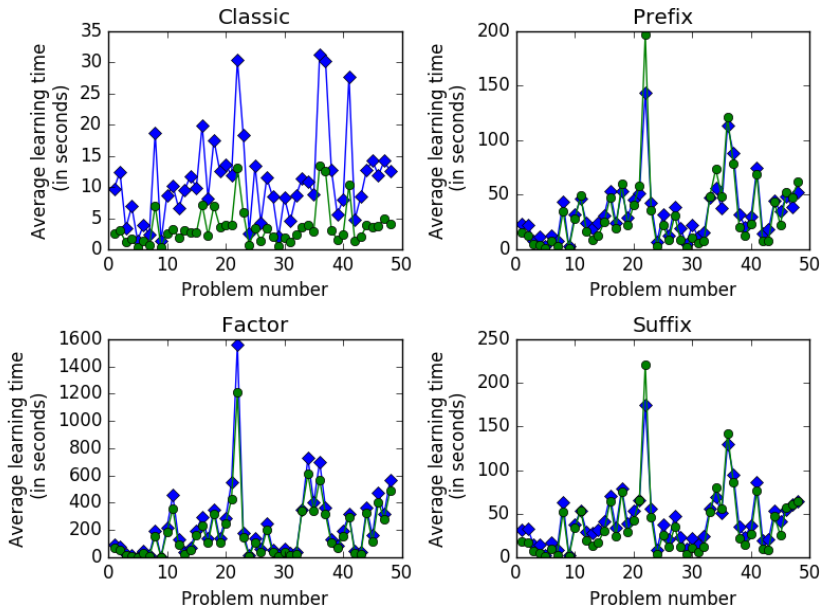 Classic
Average learning time
(in seconds)
35
30
25
20
15
10
5
0
0 10 20 30 40 50
Problem number
Prefix
Average learning time
(in seconds)
200
150
100
50
0
0 10 20 30 40 50
Problem number
Factor
Average learning time
(in seconds)
1600
1400
1200
1000
800
600
400
200
0
0 10 20 30 40 50
Problem number
Suffix
Average learning time
(in seconds)
250
200
150
100
50
0
0 10 20 30 40 50
Problem number